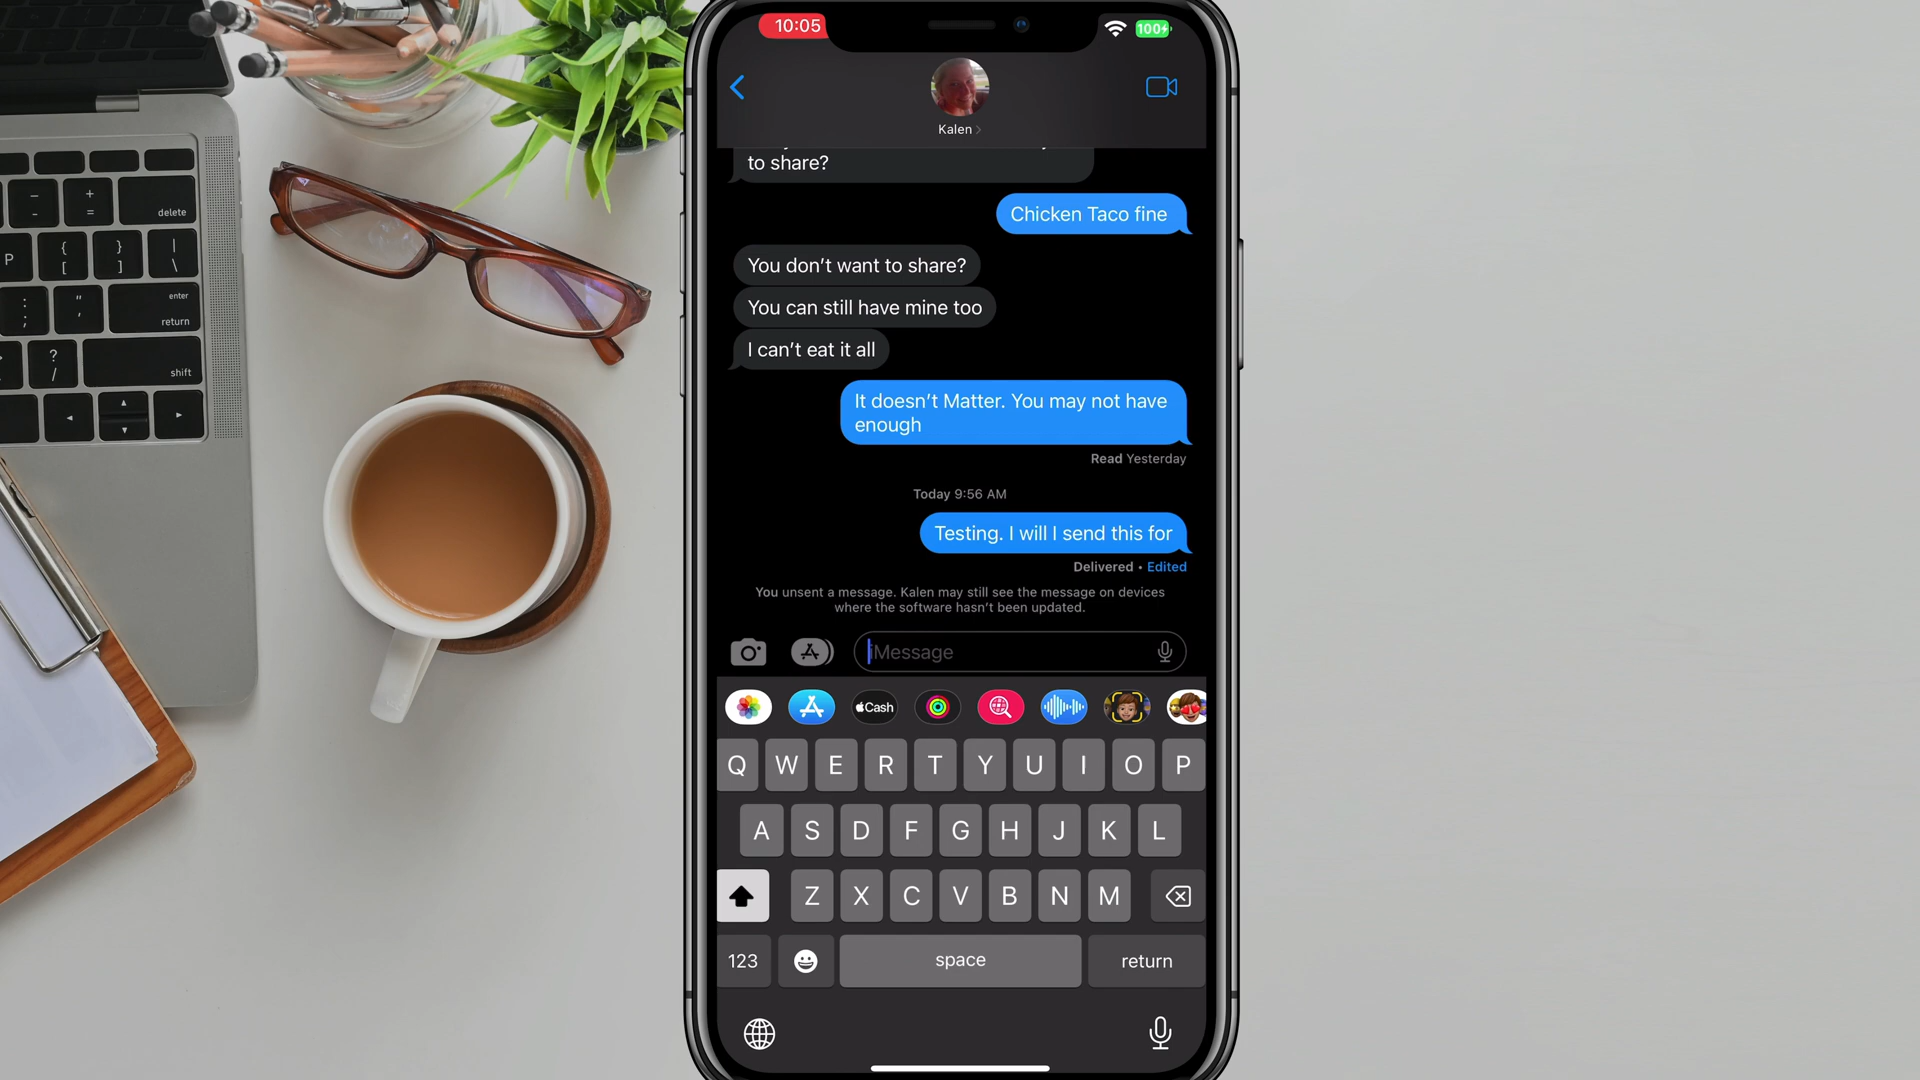 10:05
100
Kalen
to share?
Chicken Taco fine
You don’t want to share?
You can still have mine too
I can’t eat it all
It doesn’t Matter. You may not have
enough
Read Yesterday
Today 9:56 AM
Testing. I will I send this for
Delivered • Edited
You unsent a message. Kalen may still see the message on devices
where the software hasn’t been updated.
iMessage
Cash
Q W E R T Y U I O P
A S D F G H J K L
Z X C V B N M
123 space return
_ - + = delete
P { [ } ] | \
: ; " ' enter return
? / shift